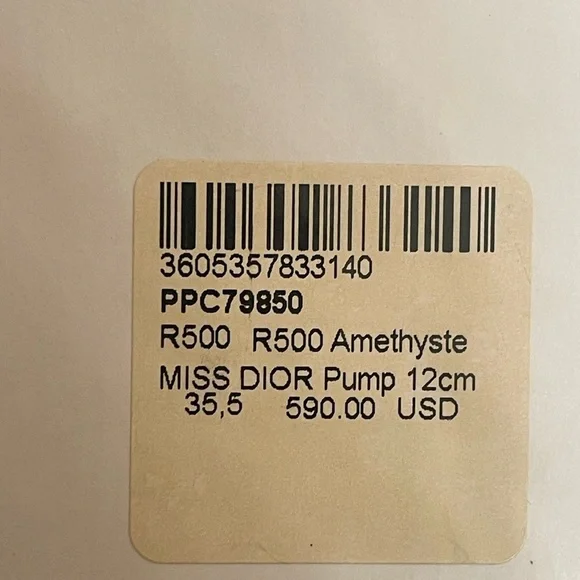 3605357833140
PPC79850
R500 R500 Amethyste
MISS DIOR Pump 12cm
35,5 590.00 USD